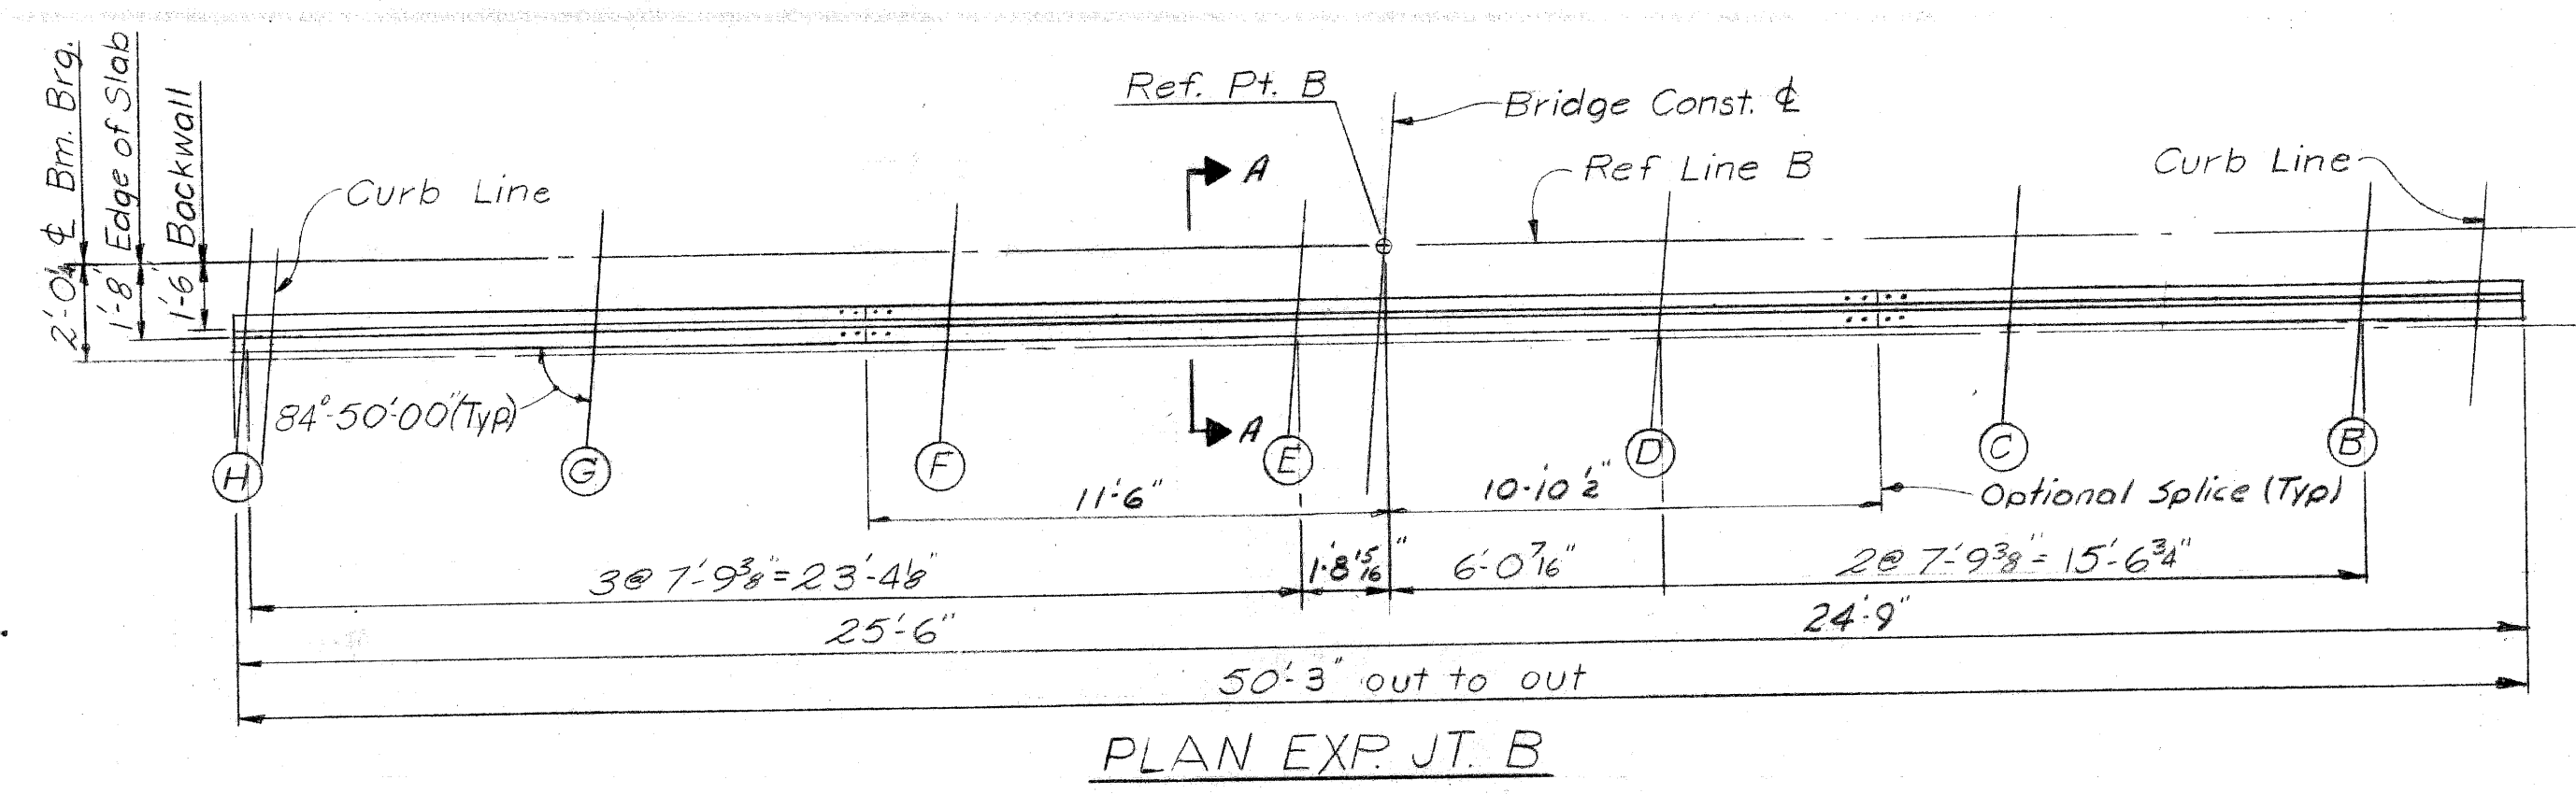 ℄ Bm. Brg.
Edge of Slab
Backwall
2'-0¼"
1'-8"
1'-6"
Curb Line
Ref. Pt. B
Bridge Const. ℄
Ref Line B
Curb Line
A
A
84°-50'-00"(Typ)
H
G
F
E
D
C
B
11'-6"
10'-10½"
Optional Splice (Typ)
3@ 7'-9⅜"=23'-4⅛"
1'-8 15/16"
6'-0 7/16"
2@ 7'-9⅜"= 15'-6¾"
25'-6"
24'-9"
50'-3" out to out
PLAN EXP. JT. B